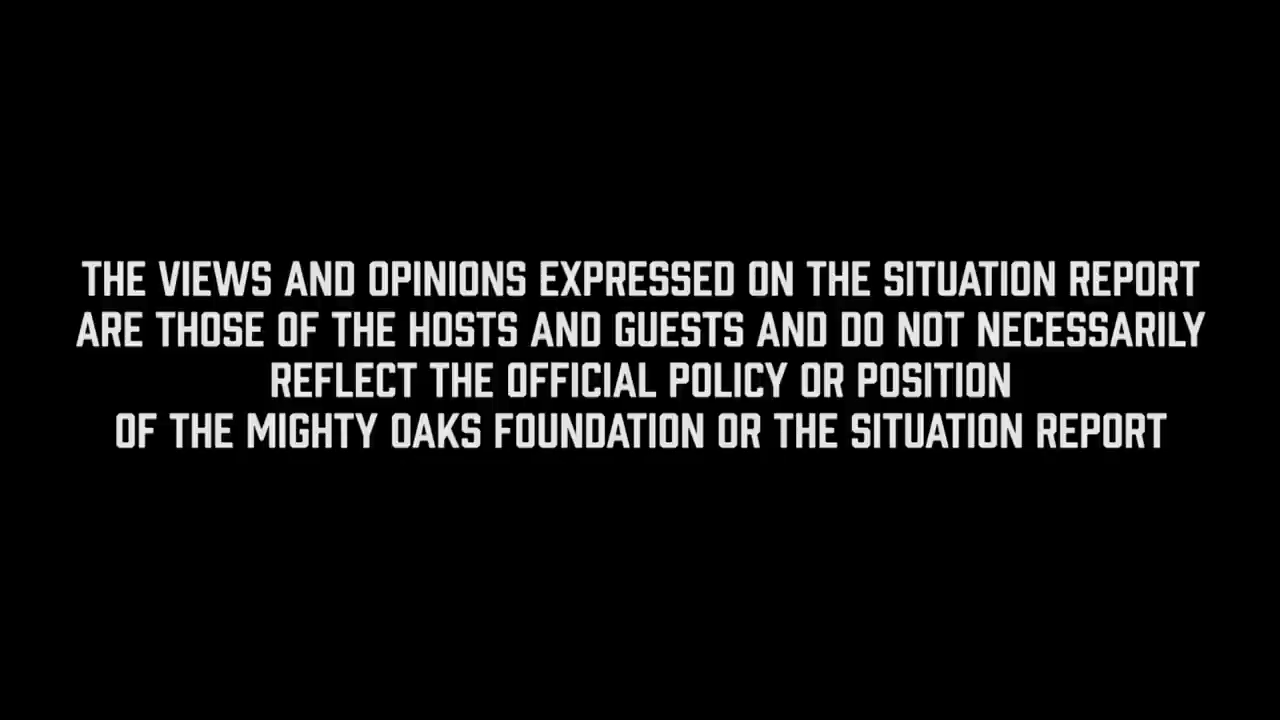 THE VIEWS AND OPINIONS EXPRESSED ON THE SITUATION REPORT
ARE THOSE OF THE HOSTS AND GUESTS AND DO NOT NECESSARILY
REFLECT THE OFFICIAL POLICY OR POSITION
OF THE MIGHTY OAKS FOUNDATION OR THE SITUATION REPORT